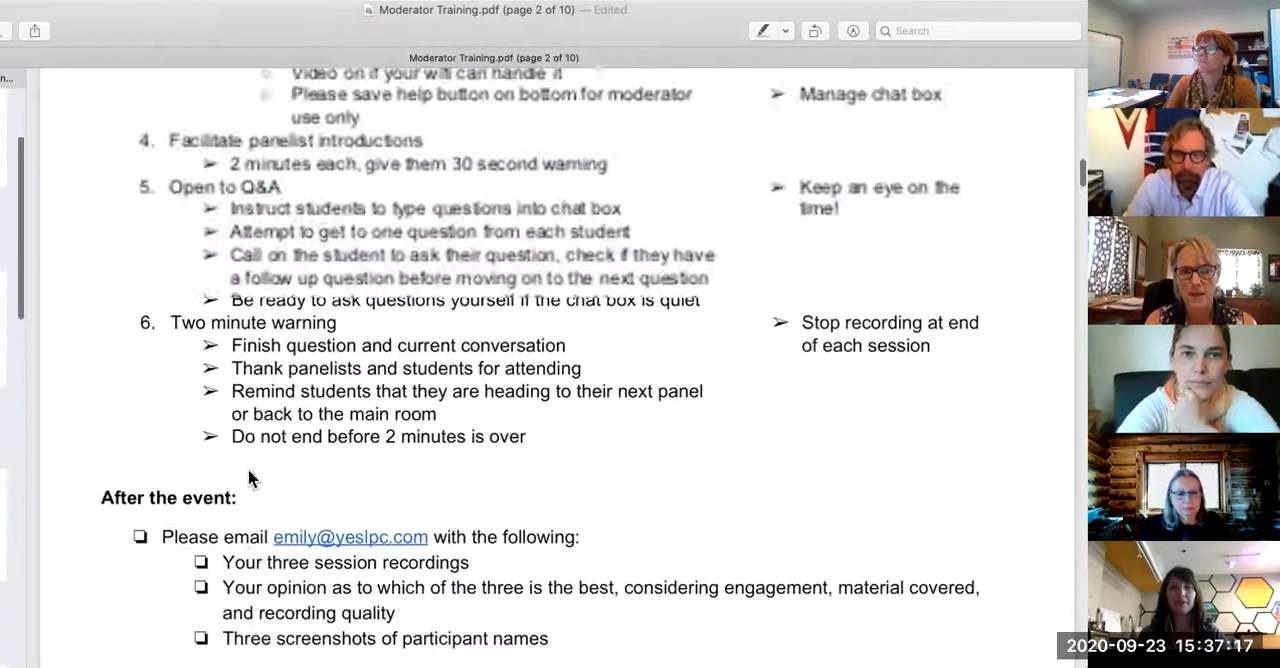 Moderator Training.pdf (page 2 of 10) — Edited
Search
Moderator Training.pdf (page 2 of 10)
n...
Video on if your wifi can handle it
Please save help button on bottom for moderator
use only
➢ Manage chat box
4. Facilitate panelist introductions
➢ 2 minutes each, give them 30 second warning
5. Open to Q&A
➢ Keep an eye on the
time!
➢ Instruct students to type questions into chat box
➢ Attempt to get to one question from each student
➢ Call on the student to ask their question, check if they have
a follow up question before moving on to the next question
➢ Be ready to ask questions yourself if the chat box is quiet
6. Two minute warning
➢ Stop recording at end
of each session
➢ Finish question and current conversation
➢ Thank panelists and students for attending
➢ Remind students that they are heading to their next panel
or back to the main room
➢ Do not end before 2 minutes is over
After the event:
❏ Please email emily@yeslpc.com with the following:
❏ Your three session recordings
❏ Your opinion as to which of the three is the best, considering engagement, material covered,
and recording quality
❏ Three screenshots of participant names
2020-09-23 15:37:17